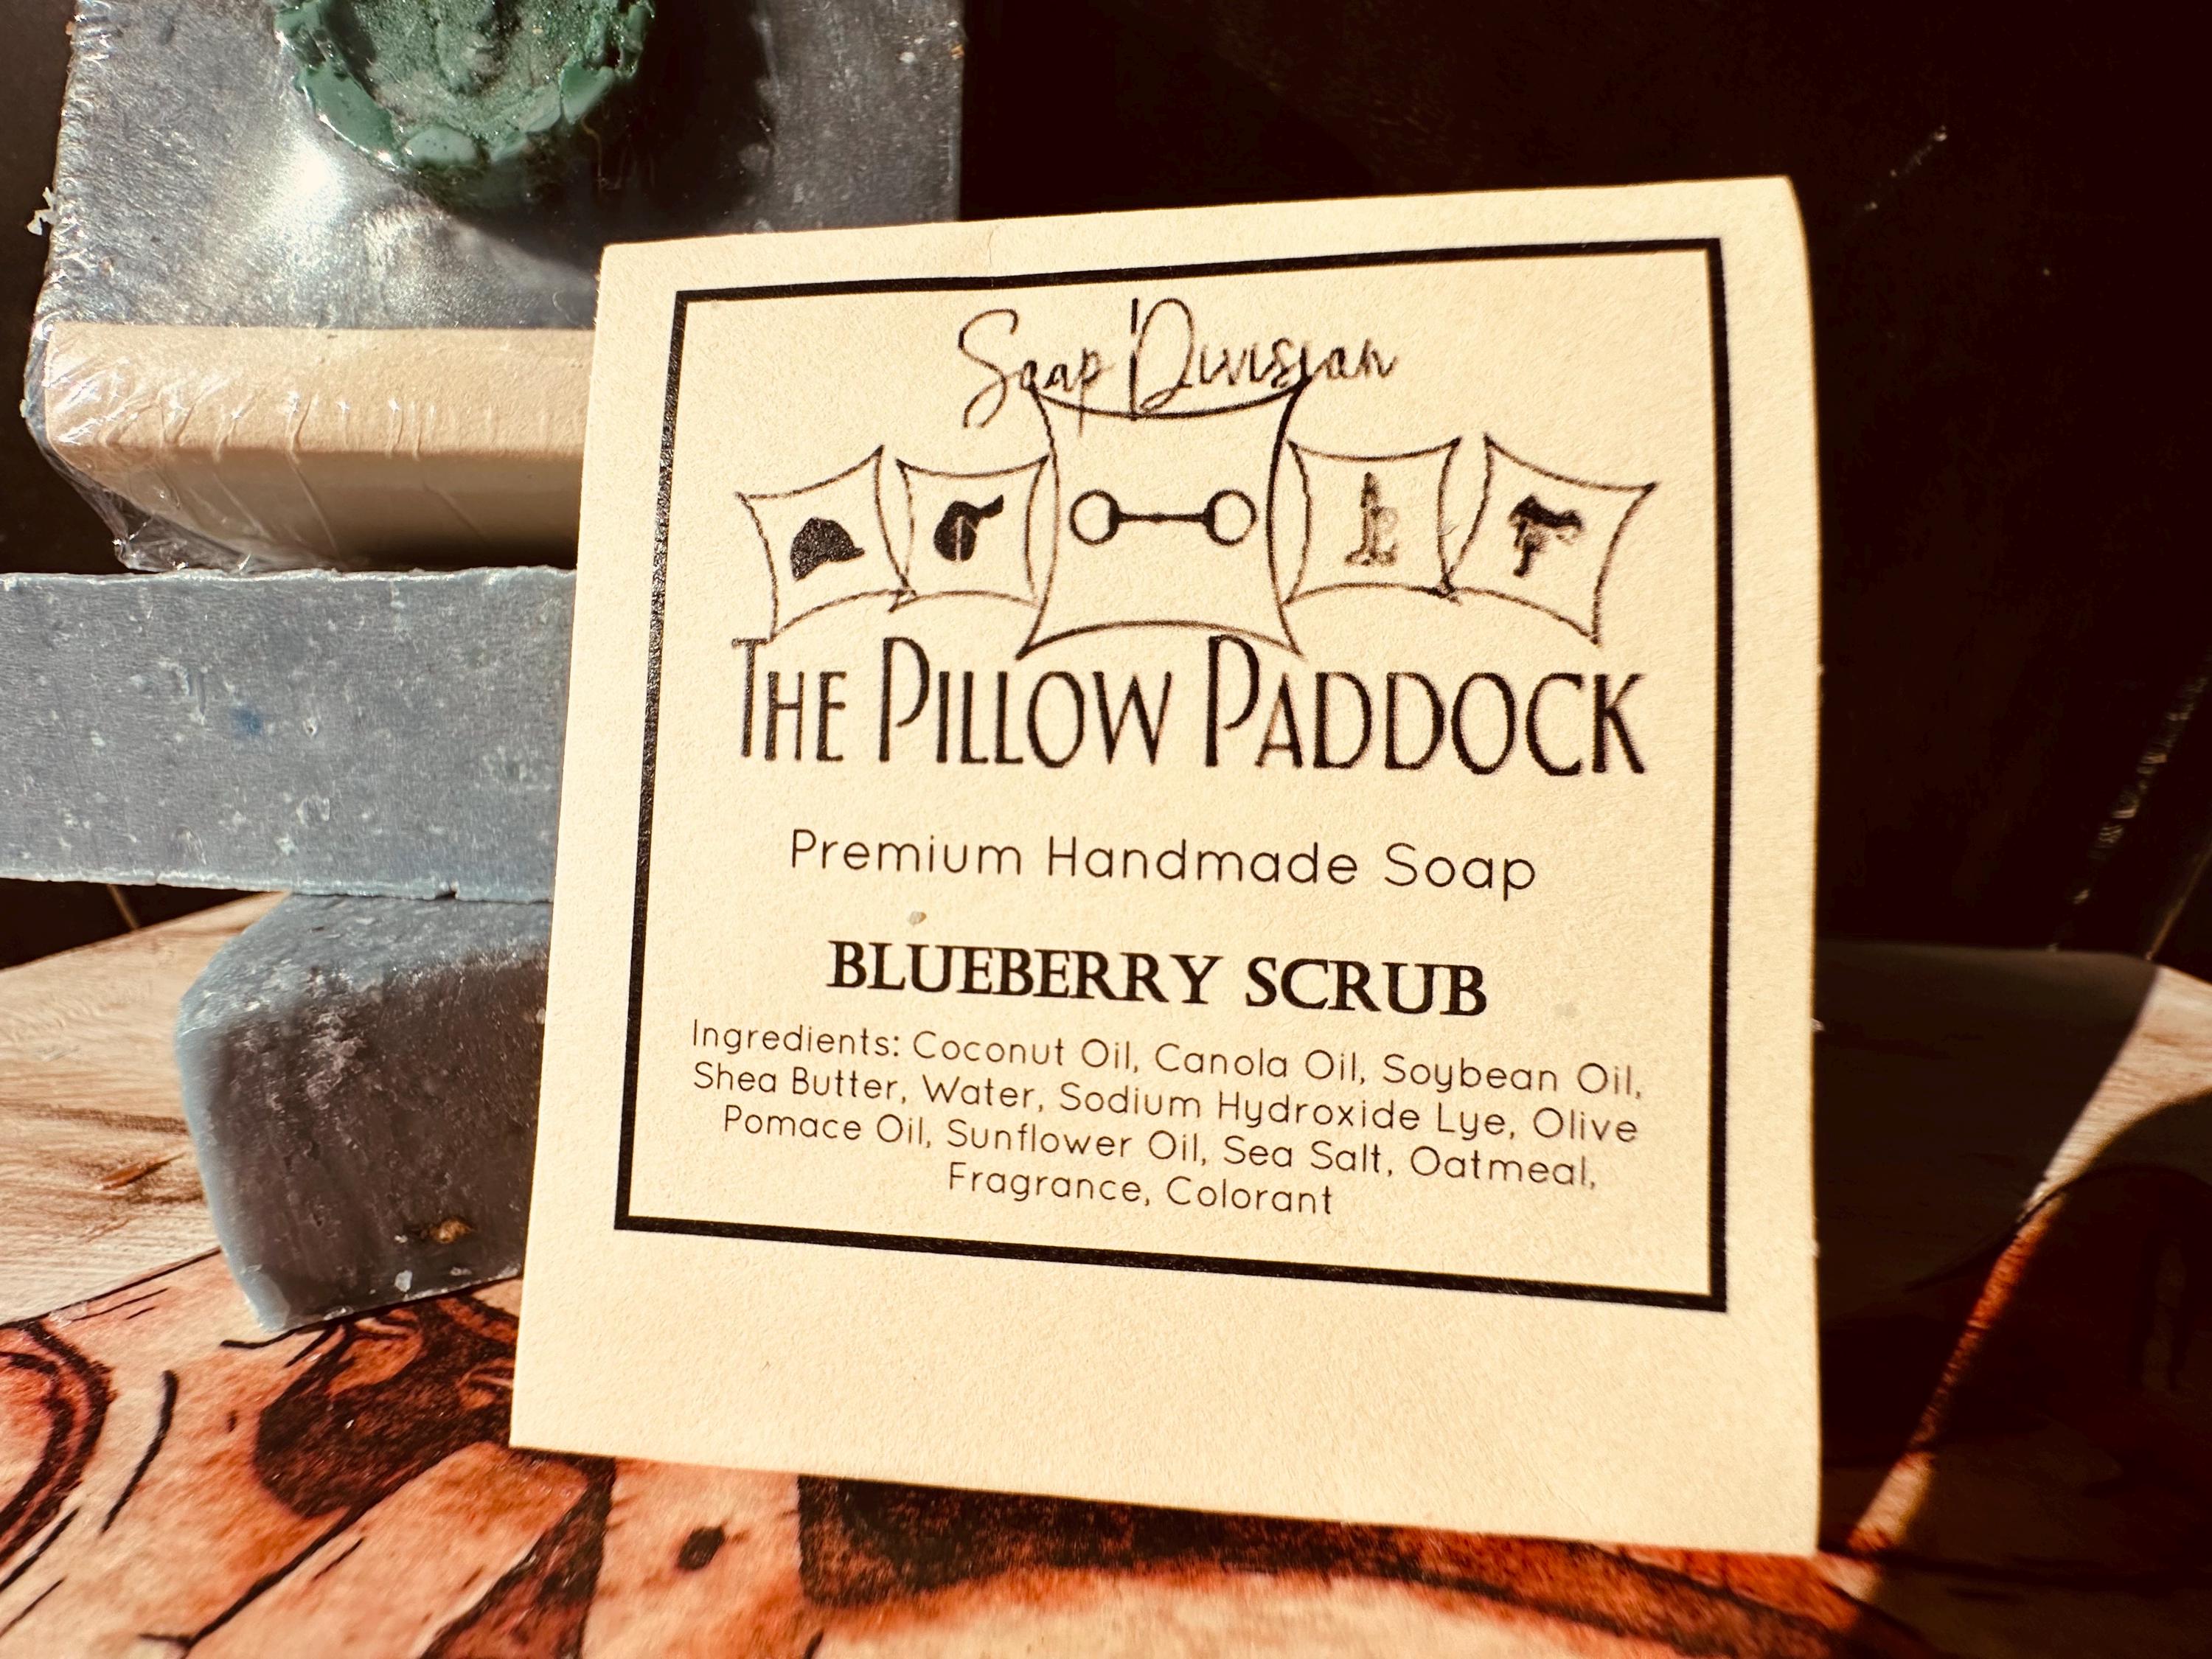 Soap Division
THE PILLOW PADDOCK
Premium Handmade Soap
BLUEBERRY SCRUB
Ingredients: Coconut Oil, Canola Oil, Soybean Oil,
Shea Butter, Water, Sodium Hydroxide Lye, Olive
Pomace Oil, Sunflower Oil, Sea Salt, Oatmeal,
Fragrance, Colorant